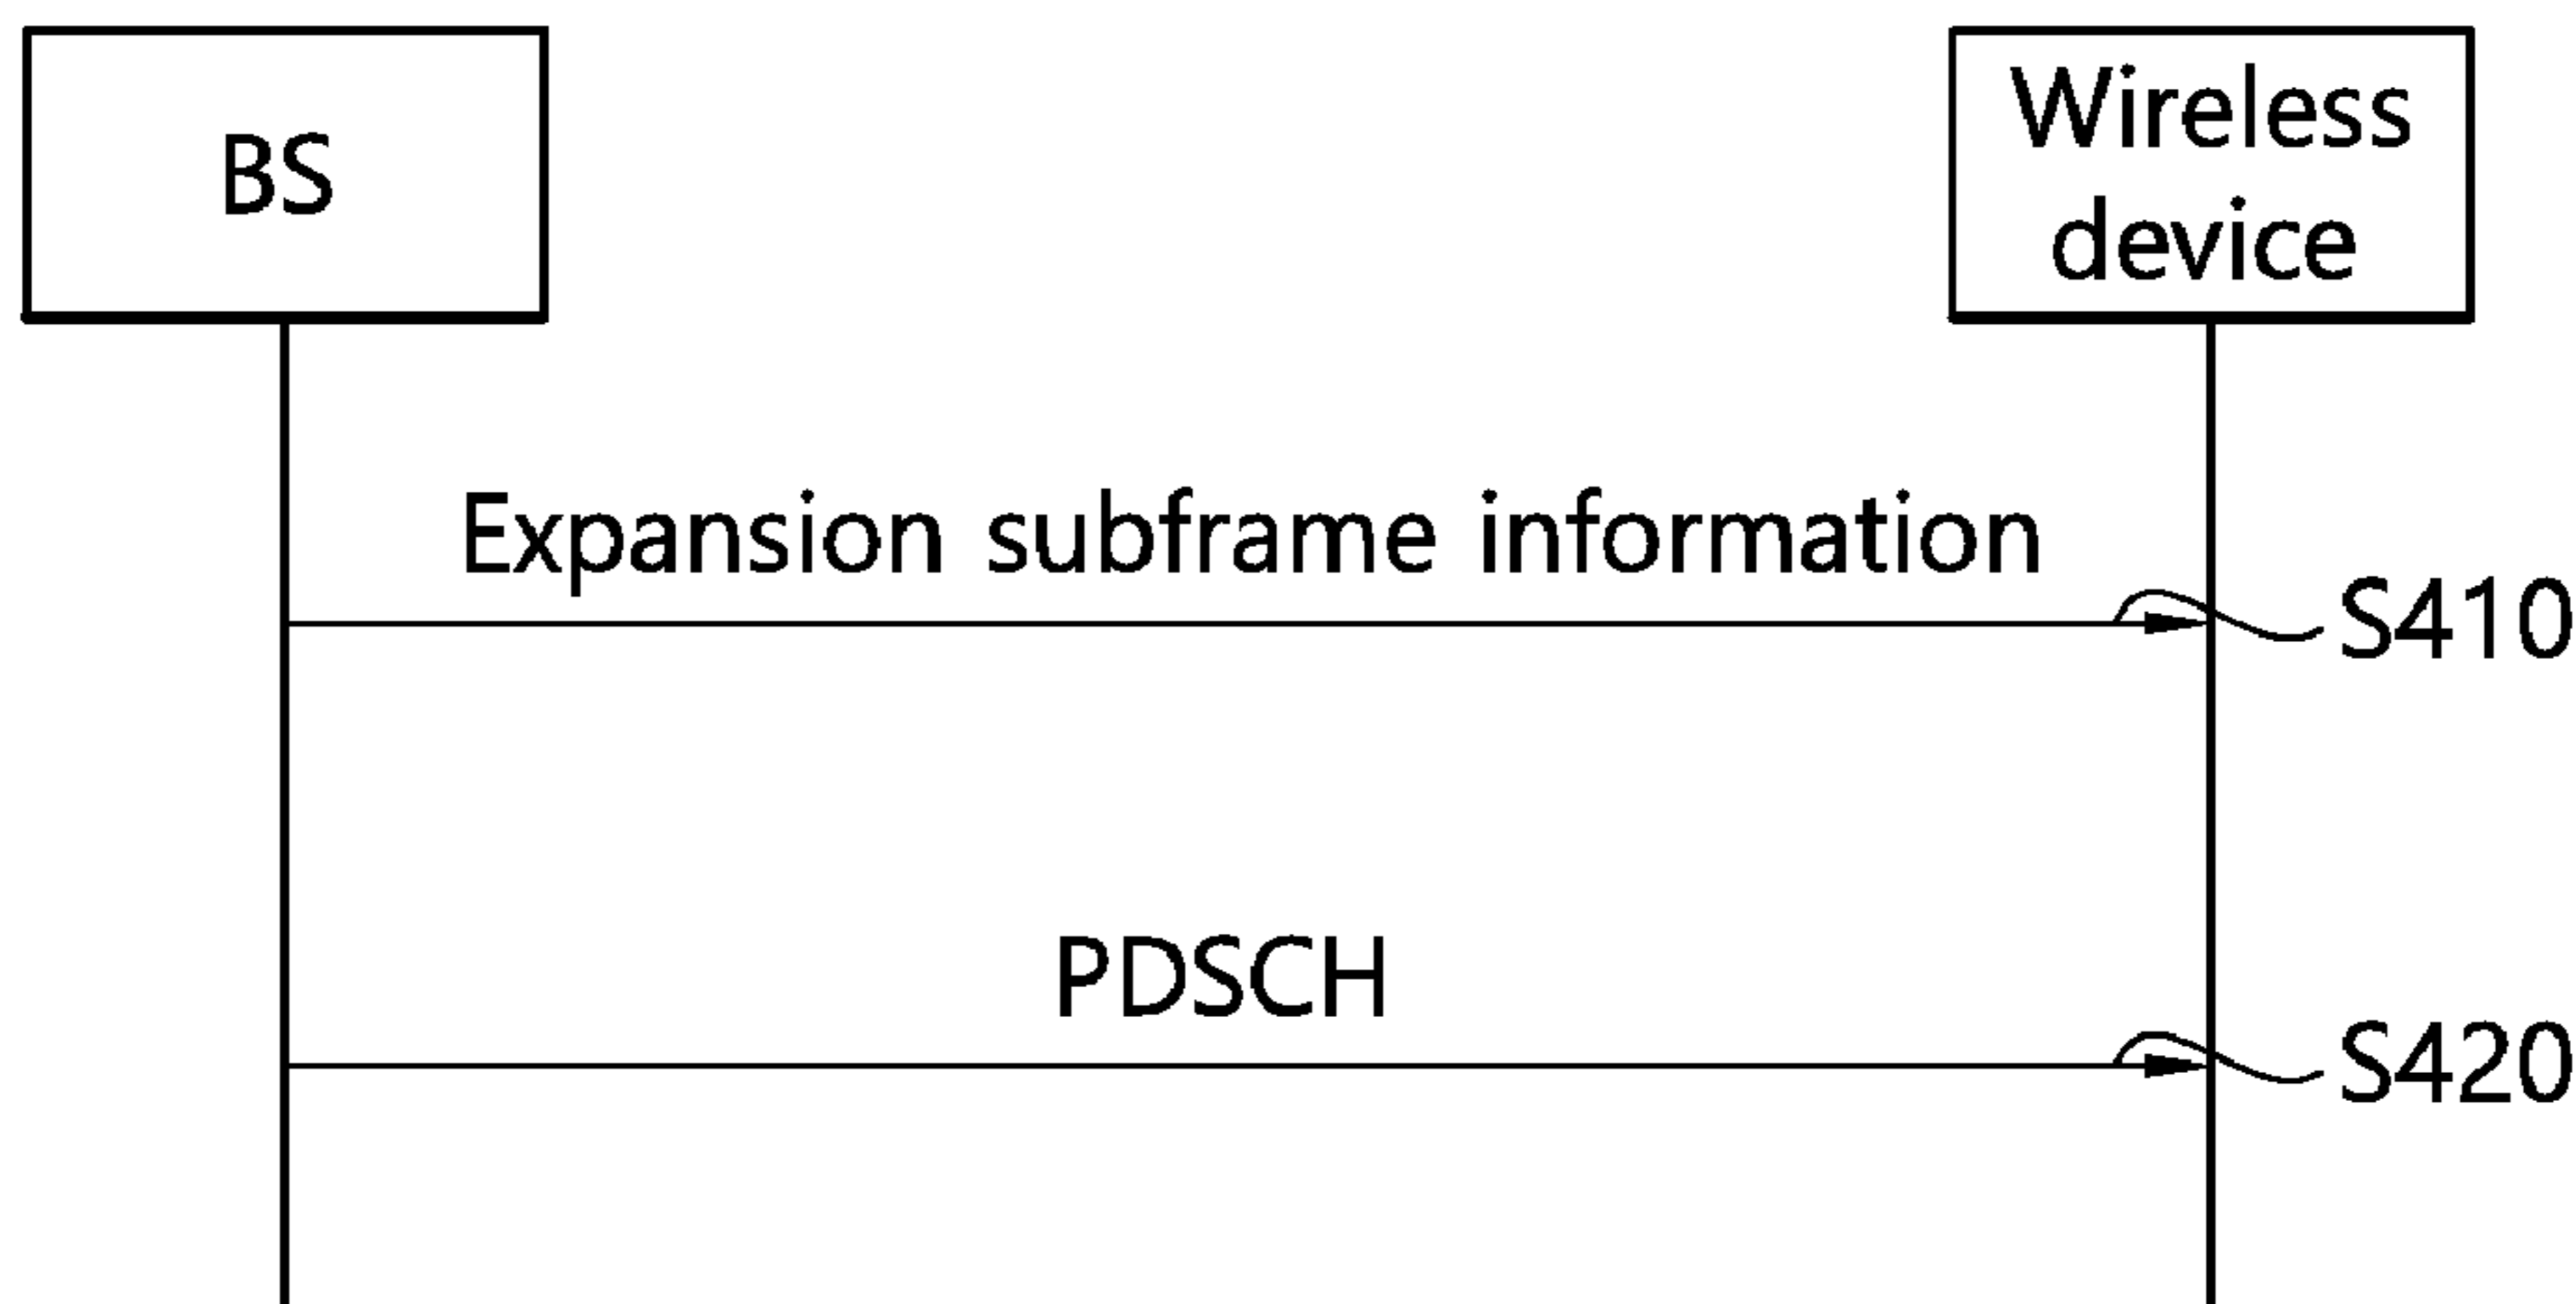 BS
Wireless
device
Expansion subframe information
S410
PDSCH
S420